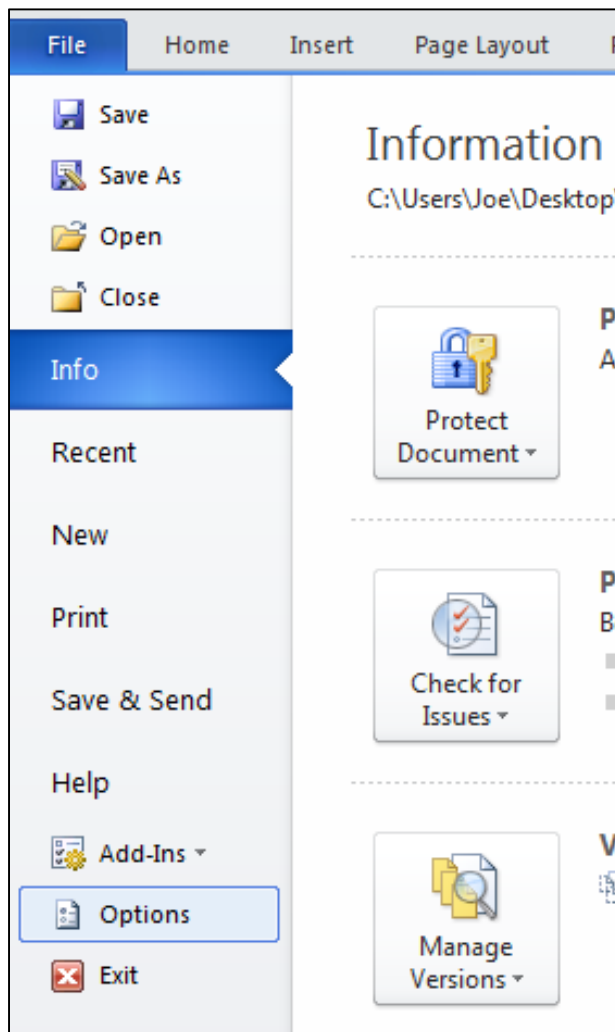 File Home Insert Page Layout
Save
Save As
Open
Close
Info
Recent
New
Print
Save & Send
Help
Add-Ins
Options
Exit
Information
C:\Users\Joe\Desktop\
Protect
Document
Check for
Issues
Manage
Versions